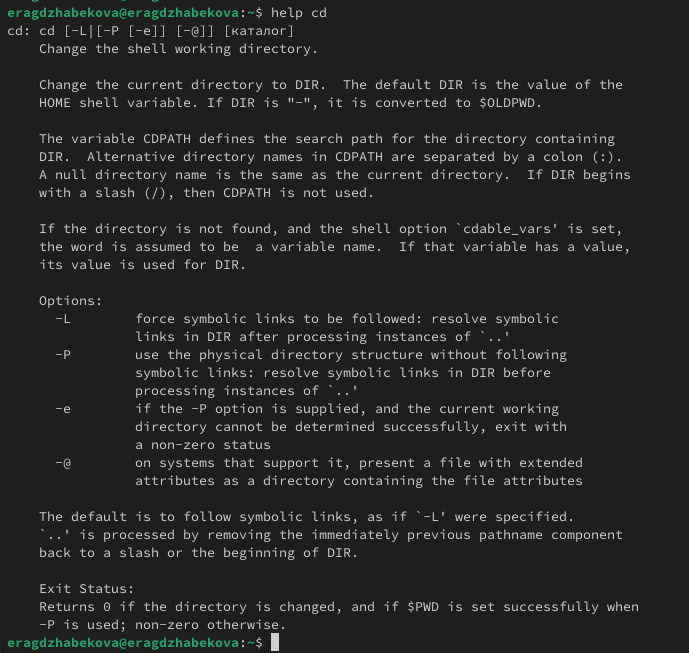 eragdzhabekova@eragdzhabekova:~$ help cd
cd: cd [-L|[-P [-e]] [-@]] [каталог]
    Change the shell working directory.

    Change the current directory to DIR.  The default DIR is the value of the
    HOME shell variable. If DIR is "-", it is converted to $OLDPWD.

    The variable CDPATH defines the search path for the directory containing
    DIR.  Alternative directory names in CDPATH are separated by a colon (:).
    A null directory name is the same as the current directory.  If DIR begins
    with a slash (/), then CDPATH is not used.

    If the directory is not found, and the shell option `cdable_vars' is set,
    the word is assumed to be  a variable name.  If that variable has a value,
    its value is used for DIR.

    Options:
      -L        force symbolic links to be followed: resolve symbolic
                links in DIR after processing instances of `..'
      -P        use the physical directory structure without following
                symbolic links: resolve symbolic links in DIR before
                processing instances of `..'
      -e        if the -P option is supplied, and the current working
                directory cannot be determined successfully, exit with
                a non-zero status
      -@        on systems that support it, present a file with extended
                attributes as a directory containing the file attributes

    The default is to follow symbolic links, as if `-L' were specified.
    `..' is processed by removing the immediately previous pathname component
    back to a slash or the beginning of DIR.

    Exit Status:
    Returns 0 if the directory is changed, and if $PWD is set successfully when
    -P is used; non-zero otherwise.
eragdzhabekova@eragdzhabekova:~$